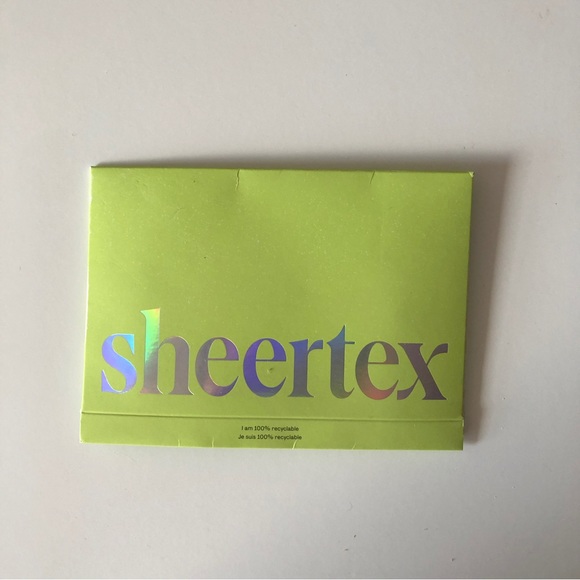 sheertex
I am 100% recyclable
Je suis 100% recyclable